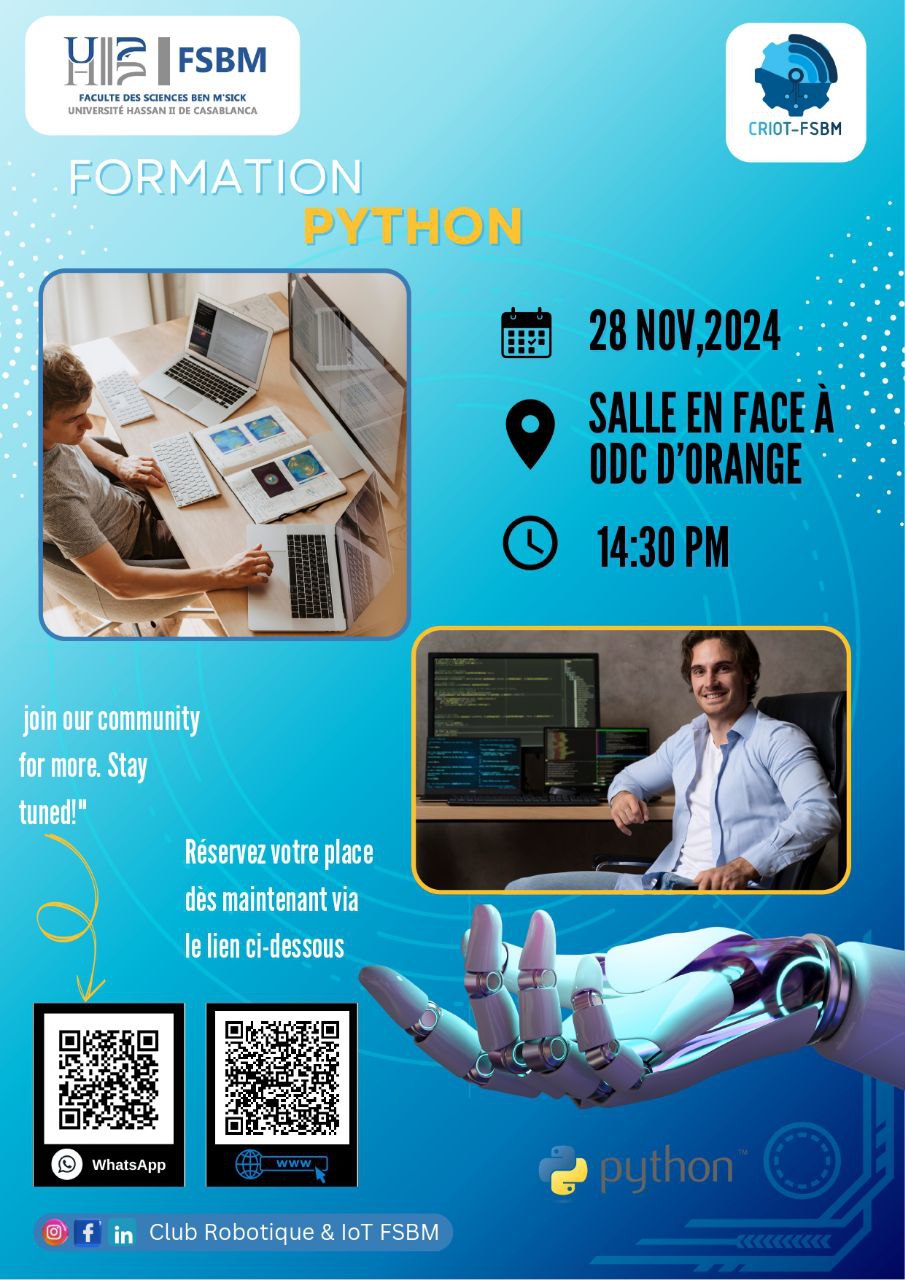 FSBM
FACULTE DES SCIENCES BEN M'SICK
UNIVERSITÉ HASSAN II DE CASABLANCA
CRIOT-FSBM
FORMATION
PYTHON
28 NOV,2024
SALLE EN FACE À
ODC D'ORANGE
14:30 PM
join our community
for more. Stay
tuned!"
Réservez votre place
dès maintenant via
le lien ci-dessous
WhatsApp
WWW
python™
Club Robotique & IoT FSBM